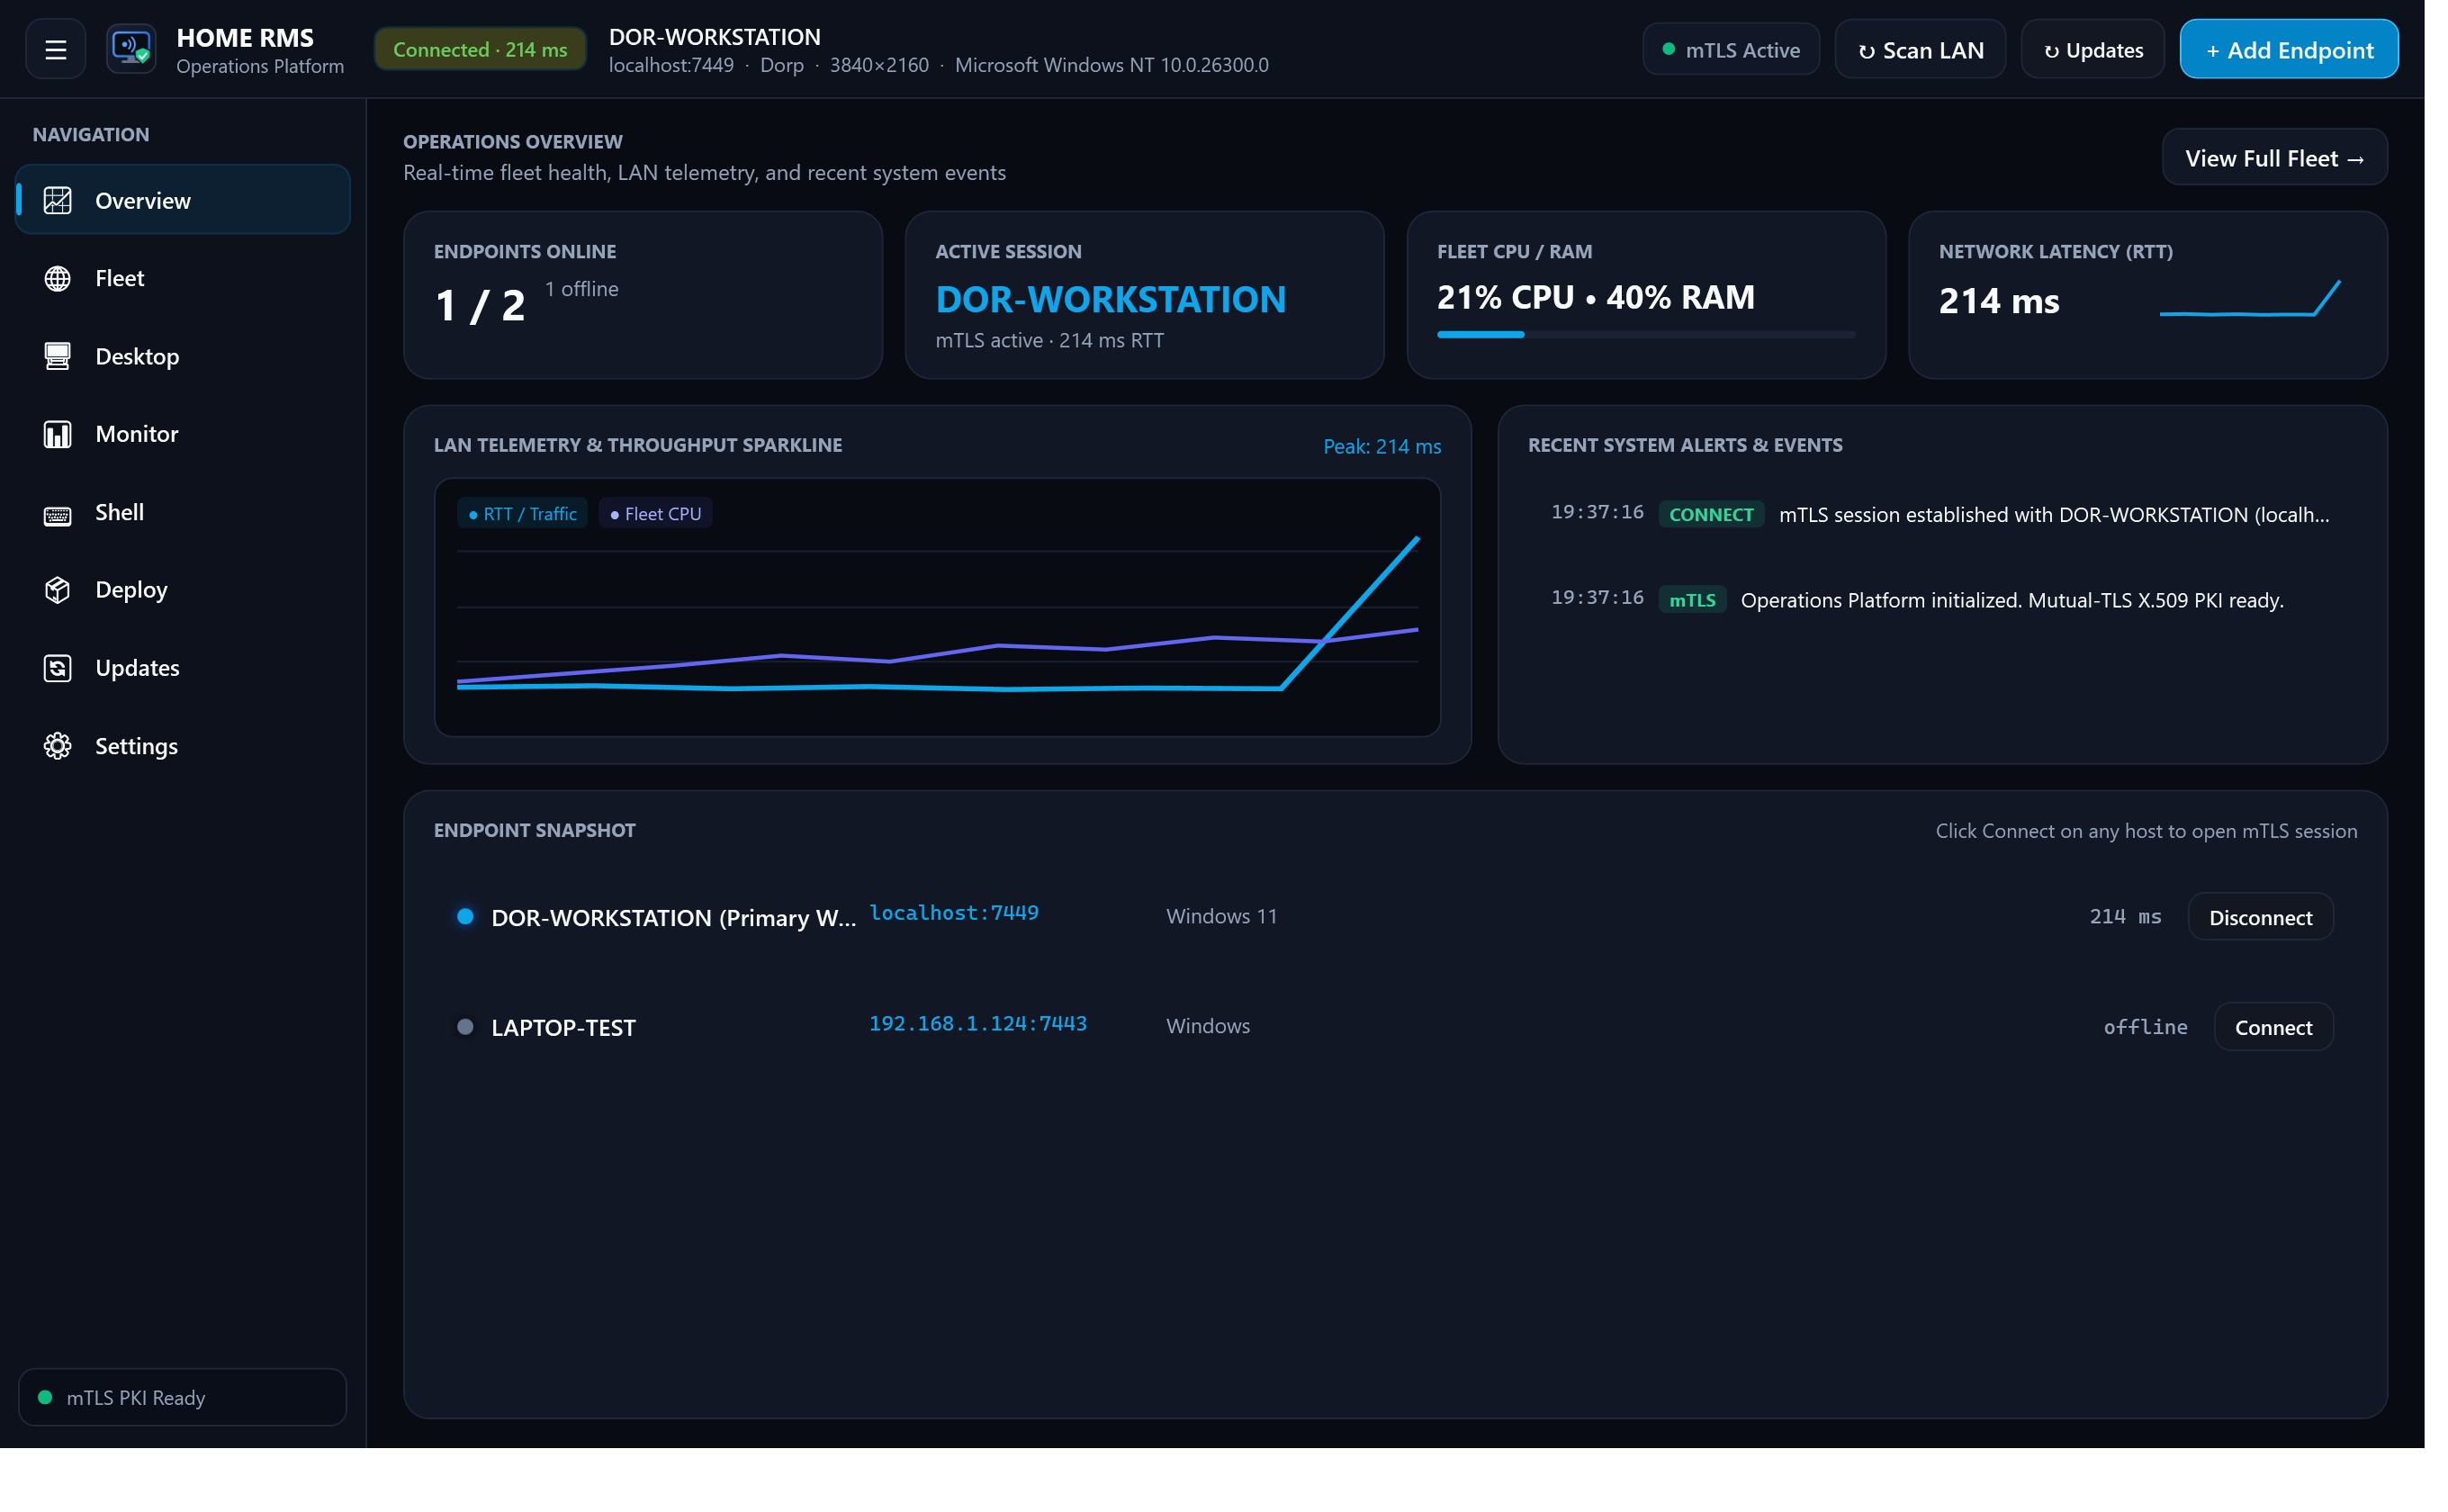 ☰
HOME RMS
Operations Platform
Connected · 214 ms
DOR-WORKSTATION
localhost:7449 · Dorp · 3840×2160 · Microsoft Windows NT 10.0.26300.0
mTLS Active
↻ Scan LAN
↻ Updates
+ Add Endpoint
NAVIGATION
Overview
Fleet
Desktop
Monitor
Shell
Deploy
Updates
Settings
mTLS PKI Ready
OPERATIONS OVERVIEW
Real-time fleet health, LAN telemetry, and recent system events
View Full Fleet →
ENDPOINTS ONLINE
1 / 2 1 offline
ACTIVE SESSION
DOR-WORKSTATION
mTLS active · 214 ms RTT
FLEET CPU / RAM
21% CPU • 40% RAM
NETWORK LATENCY (RTT)
214 ms
LAN TELEMETRY & THROUGHPUT SPARKLINE
Peak: 214 ms
● RTT / Traffic
● Fleet CPU
RECENT SYSTEM ALERTS & EVENTS
19:37:16 CONNECT mTLS session established with DOR-WORKSTATION (localh...
19:37:16 mTLS Operations Platform initialized. Mutual-TLS X.509 PKI ready.
ENDPOINT SNAPSHOT
Click Connect on any host to open mTLS session
DOR-WORKSTATION (Primary W... localhost:7449 Windows 11 214 ms Disconnect
LAPTOP-TEST 192.168.1.124:7443 Windows offline Connect